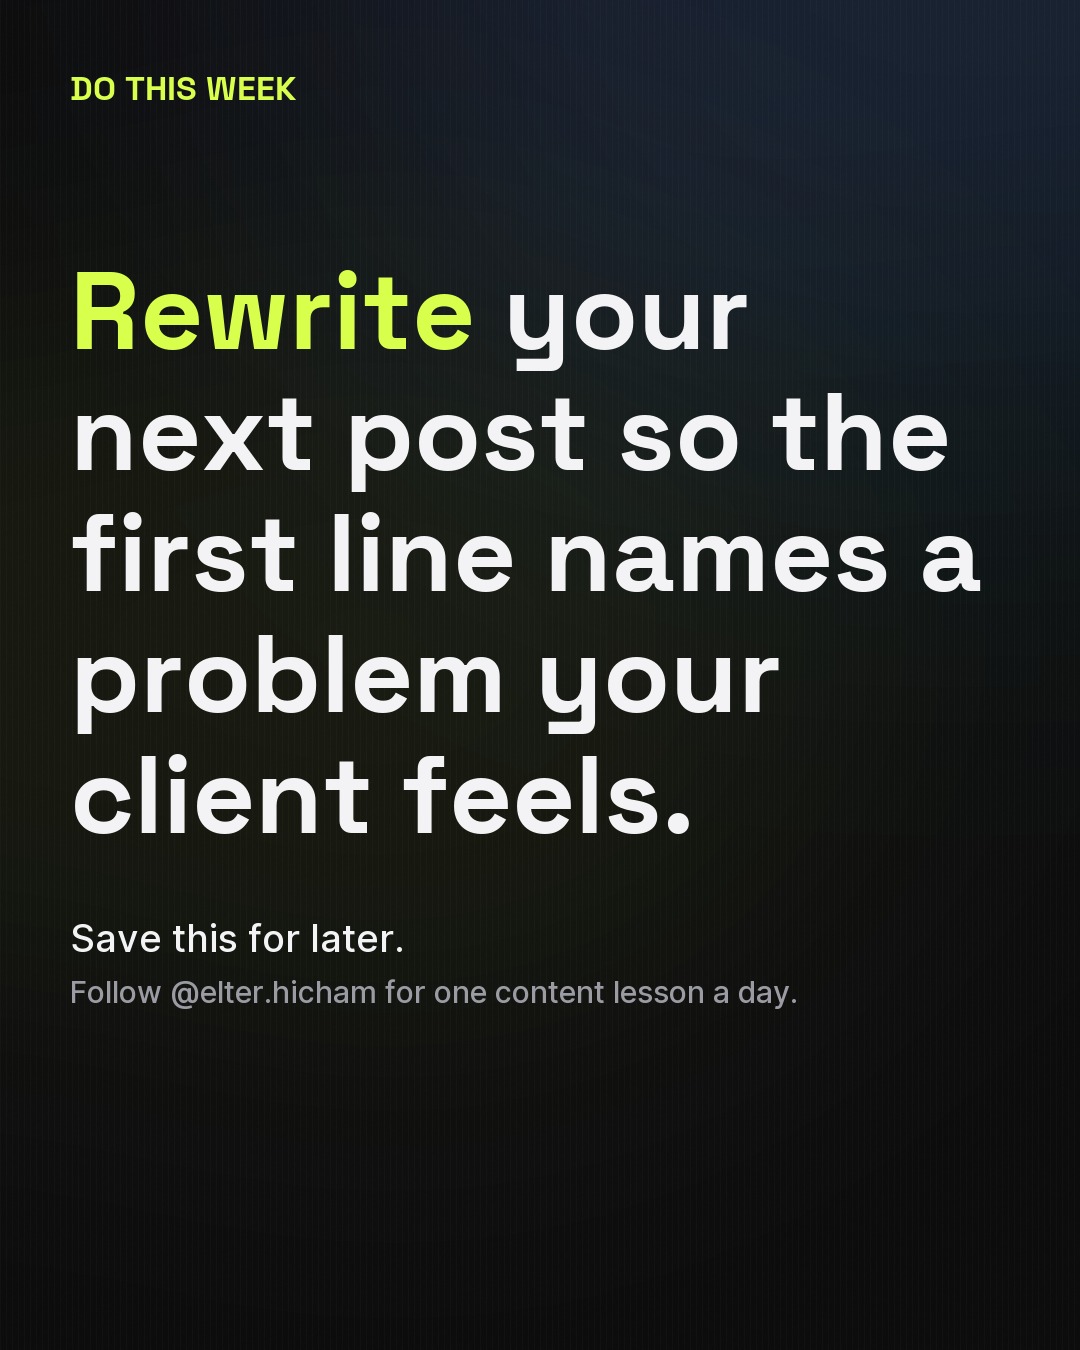 DO THIS WEEK
Rewrite your
next post so the
first line names a
problem your
client feels.
Save this for later.
Follow @elter.hicham for one content lesson a day.